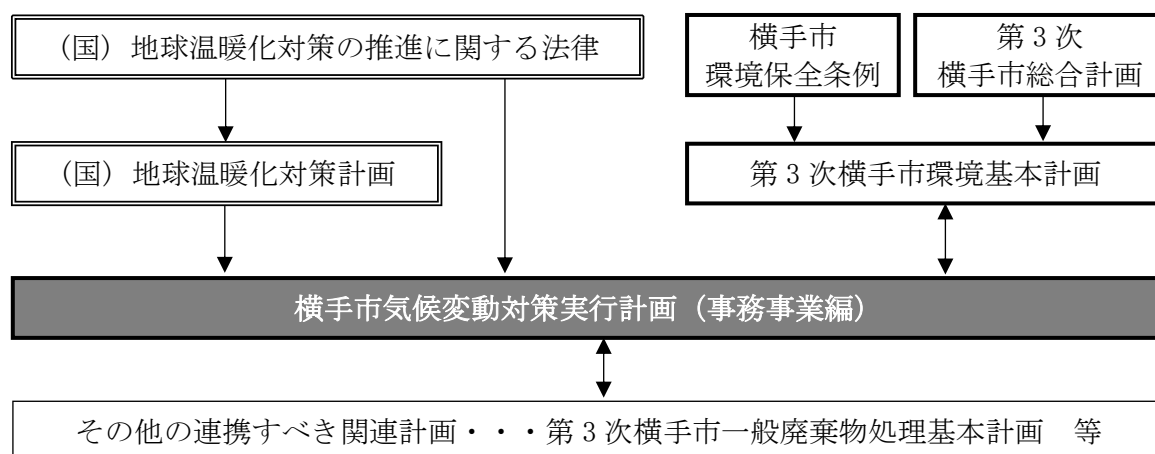 （国）地球温暖化対策の推進に関する法律
横手市
環境保全条例
第３次
横手市総合計画
（国）地球温暖化対策計画
第３次横手市環境基本計画
横手市気候変動対策実行計画（事務事業編）
その他の連携すべき関連計画・・・第３次横手市一般廃棄物処理基本計画　等